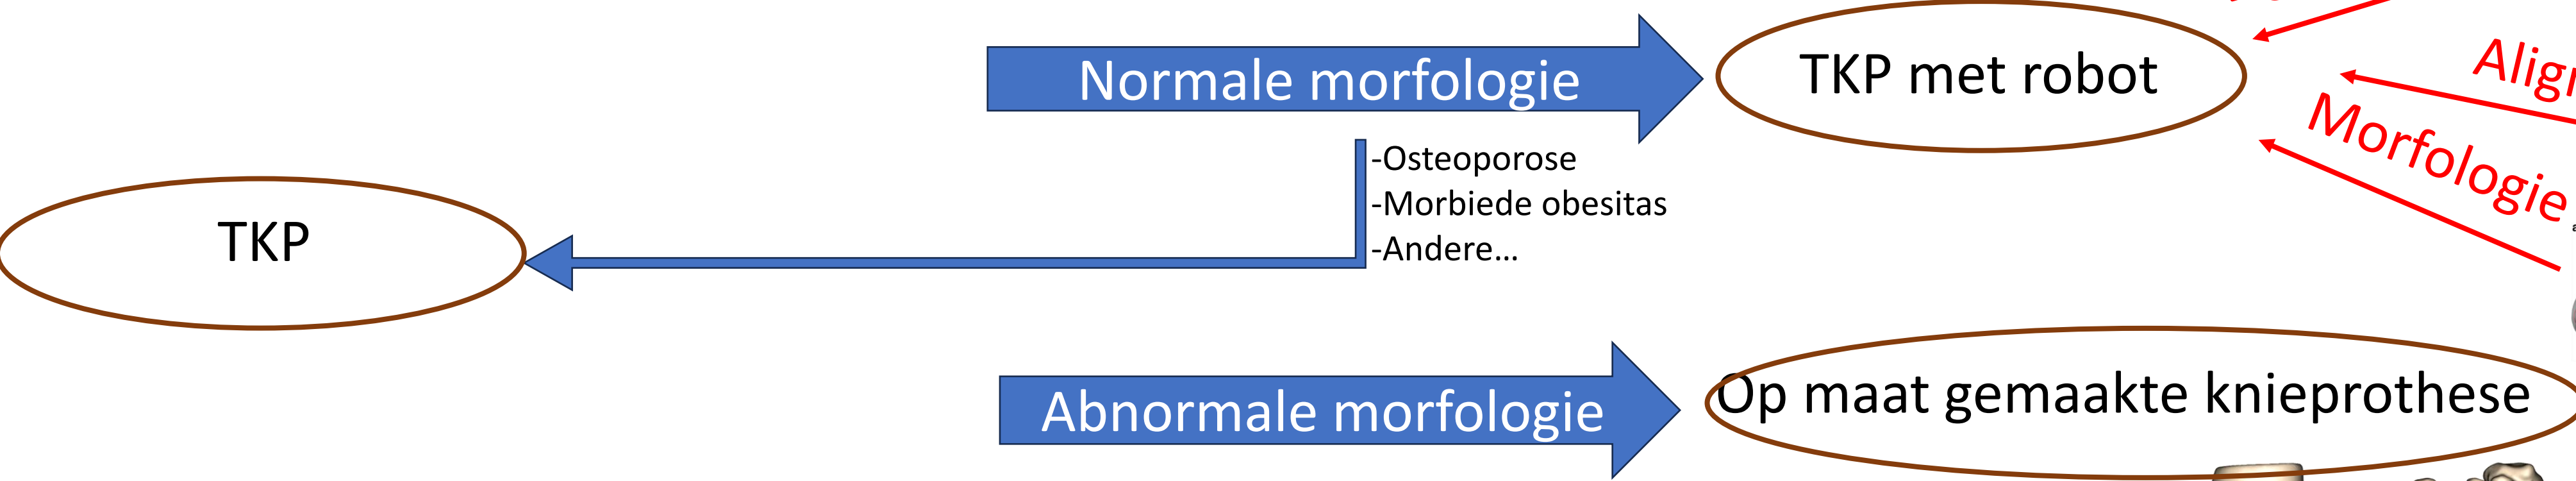 Normale morfologie
TKP met robot
Morfologie
-Osteoporose
-Morbiede obesitas
-Andere...
TKP
Abnormale morfologie
Op maat gemaakte knieprothese